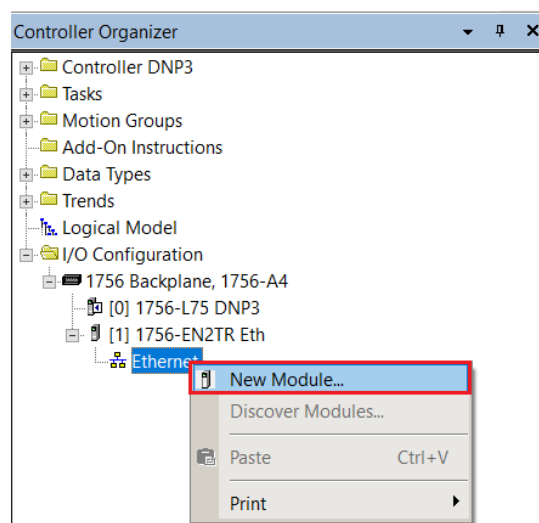 Controller Organizer
Controller DNP3
Tasks
Motion Groups
Add-On Instructions
Data Types
Trends
Logical Model
I/O Configuration
1756 Backplane, 1756-A4
[0] 1756-L75 DNP3
[1] 1756-EN2TR Eth
Ethernet
New Module...
Discover Modules...
Paste Ctrl+V
Print